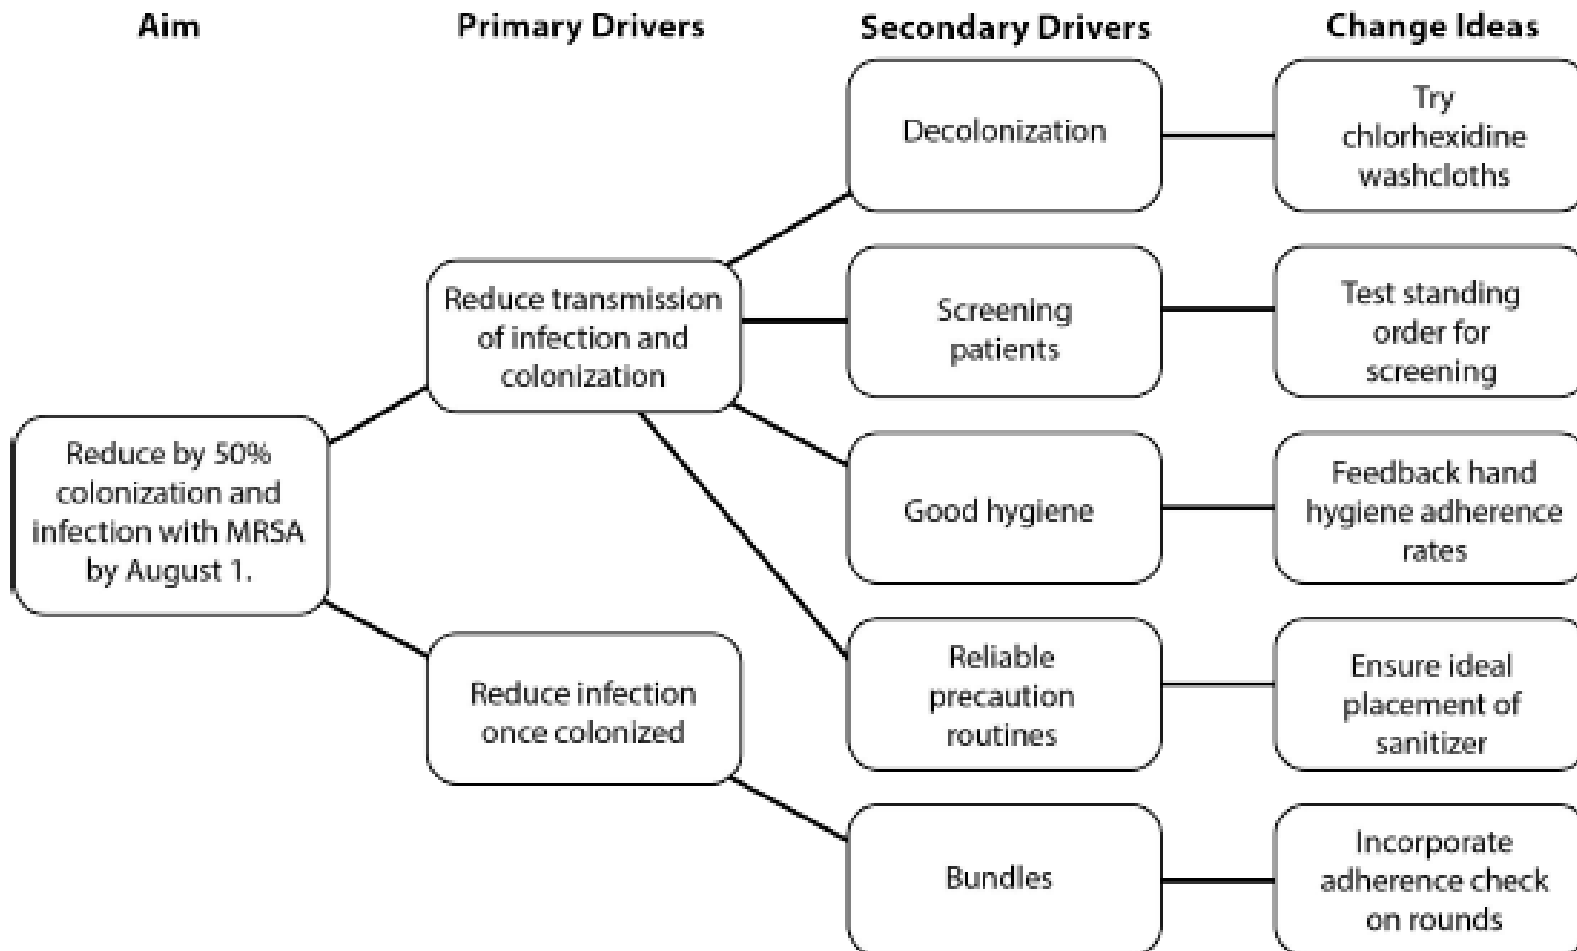 Aim
Primary Drivers
Secondary Drivers
Change Ideas
Reduce by 50%
colonization and
infection with MRSA
by August 1.
Reduce transmission
of infection and
colonization
Reduce infection
once colonized
Decolonization
Screening
patients
Good hygiene
Reliable
precaution
routines
Bundles
Try
chlorhexidine
washcloths
Test standing
order for
screening
Feedback hand
hygiene adherence
rates
Ensure ideal
placement of
sanitizer
Incorporate
adherence check
on rounds